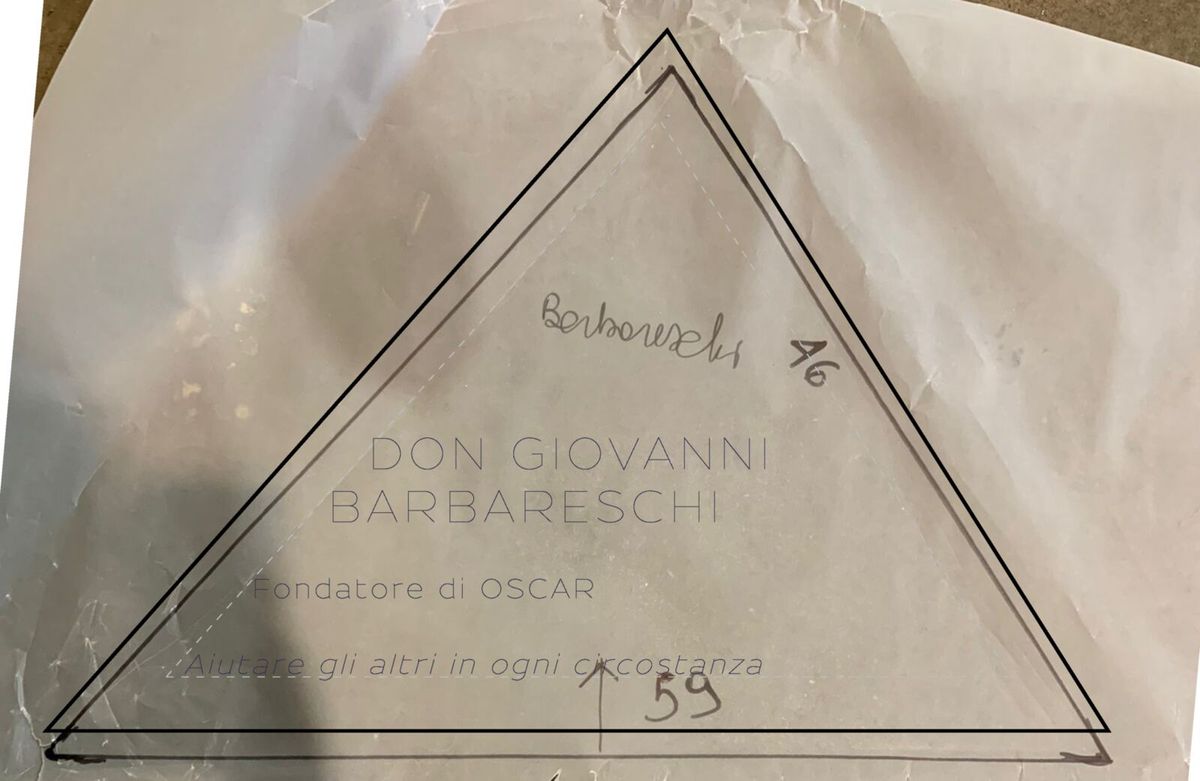 Barbareschi
46
DON GIOVANNI
BARBARESCHI
Fondatore di OSCAR
Aiutare gli altri in ogni circostanza
59